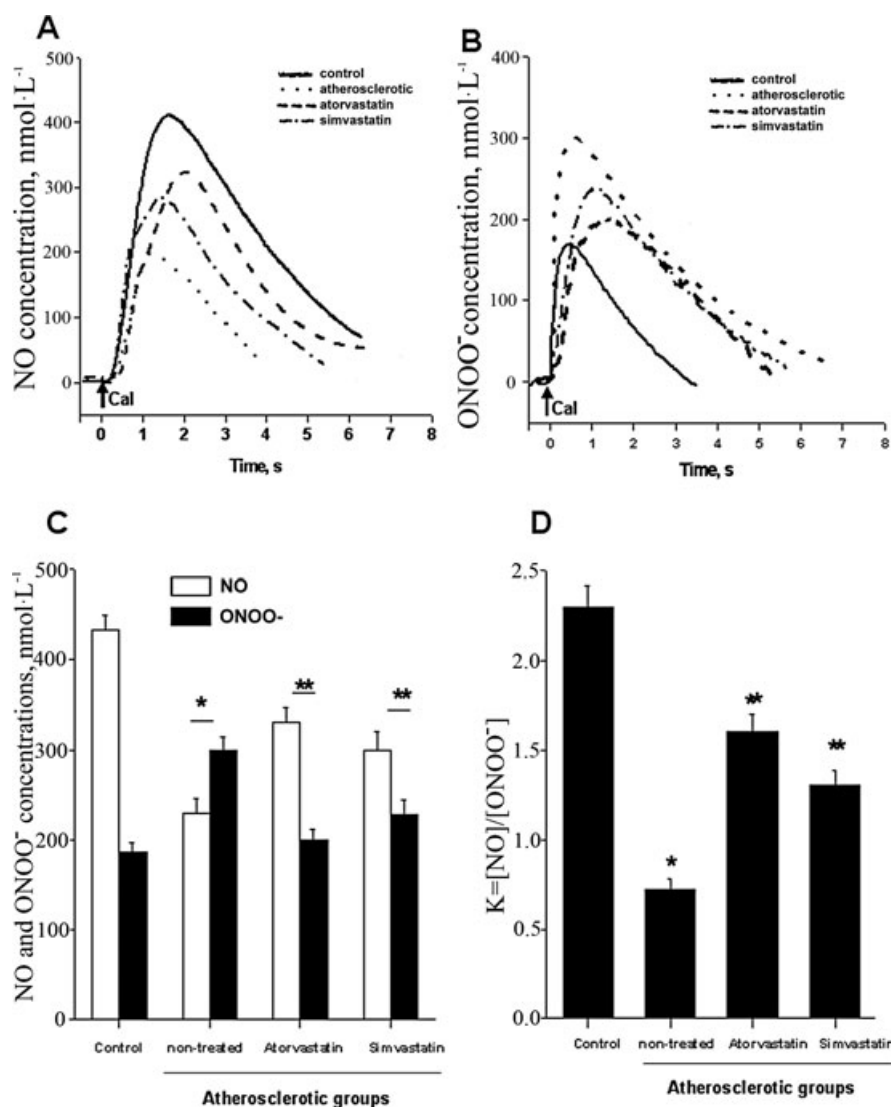 A
NO concentration, nmol·L⁻¹
500
400
300
200
100
0
control
atherosclerotic
atorvastatin
simvastatin
Cal
0 1 2 3 4 5 6 7 8
Time, s
B
ONOO⁻concentration, nmol·L⁻¹
400
300
200
100
0
control
atherosclerotic
atorvastatin
simvastatin
Cal
0 1 2 3 4 5 6 7 8
Time, s
C
NO and ONOO⁻ concentrations, nmol·L⁻¹
500
400
300
200
100
0
NO
ONOO-
*
**
**
Control non-treated Atorvastatin Simvastatin
Atherosclerotic groups
D
K=[NO]/[ONOO⁻]
2.5
2.0
1.5
1.0
0.5
0.0
*
**
**
Control non-treated Atorvastatin Simvastatin
Atherosclerotic groups